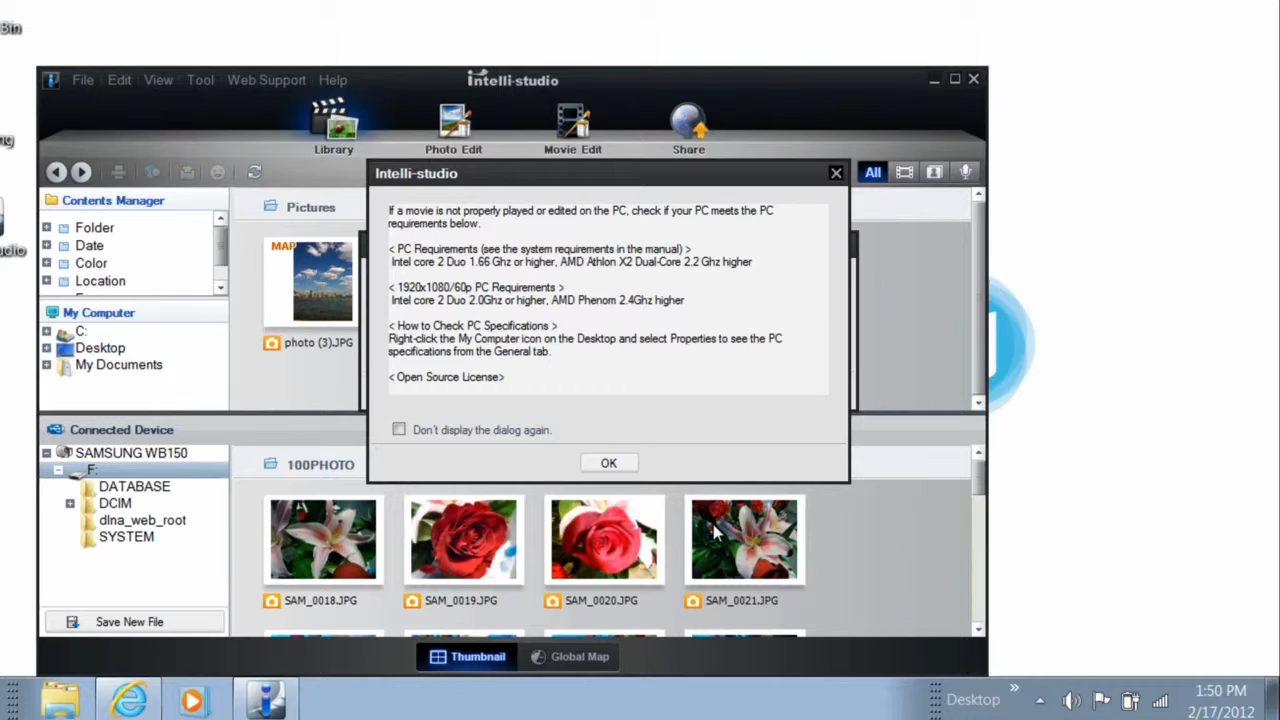 Bin
File Edit View Tool Web Support Help
Intelli-studio
Library Photo Edit Movie Edit Share
All
Contents Manager
Folder
Date
Color
Location
My Computer
C:
Desktop
My Documents
Pictures
MAP
photo (3).JPG
Intelli-studio
If a movie is not properly played or edited on the PC, check if your PC meets the PC
requirements below.
< PC Requirements (see the system requirements in the manual) >
Intel core 2 Duo 1.66 Ghz or higher, AMD Athlon X2 Dual-Core 2.2 Ghz higher
< 1920x1080/60p PC Requirements >
Intel core 2 Duo 2.0Ghz or higher, AMD Phenom 2.4Ghz higher
< How to Check PC Specifications >
Right-click the My Computer icon on the Desktop and select Properties to see the PC
specifications from the General tab.
< Open Source License>
Don't display the dialog again.
OK
Connected Device
SAMSUNG WB150
F:
DATABASE
DCIM
dlna_web_root
SYSTEM
Save New File
100PHOTO
SAM_0018.JPG SAM_0019.JPG SAM_0020.JPG SAM_0021.JPG
Thumbnail Global Map
Desktop
1:50 PM
2/17/2012